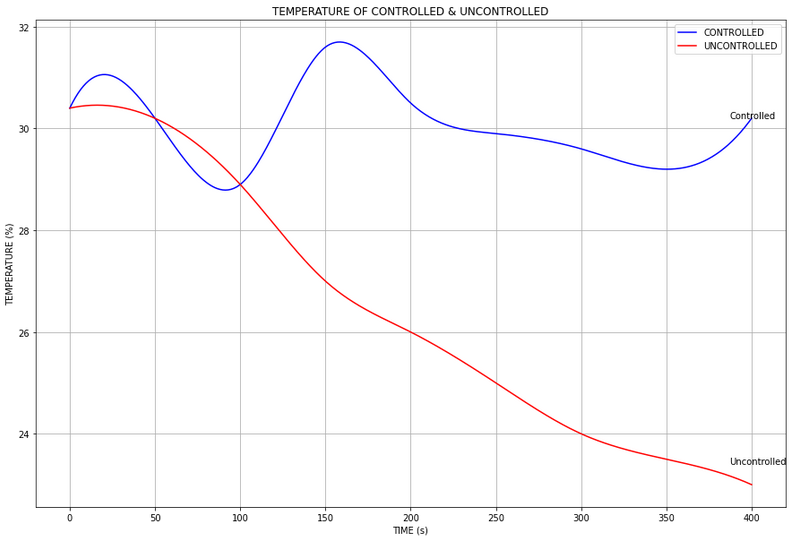 TEMPERATURE OF CONTROLLED & UNCONTROLLED
CONTROLLED
UNCONTROLLED
Controlled
Uncontrolled
TEMPERATURE (%)
32
30
28
26
24
0 50 100 150 200 250 300 350 400
TIME (s)